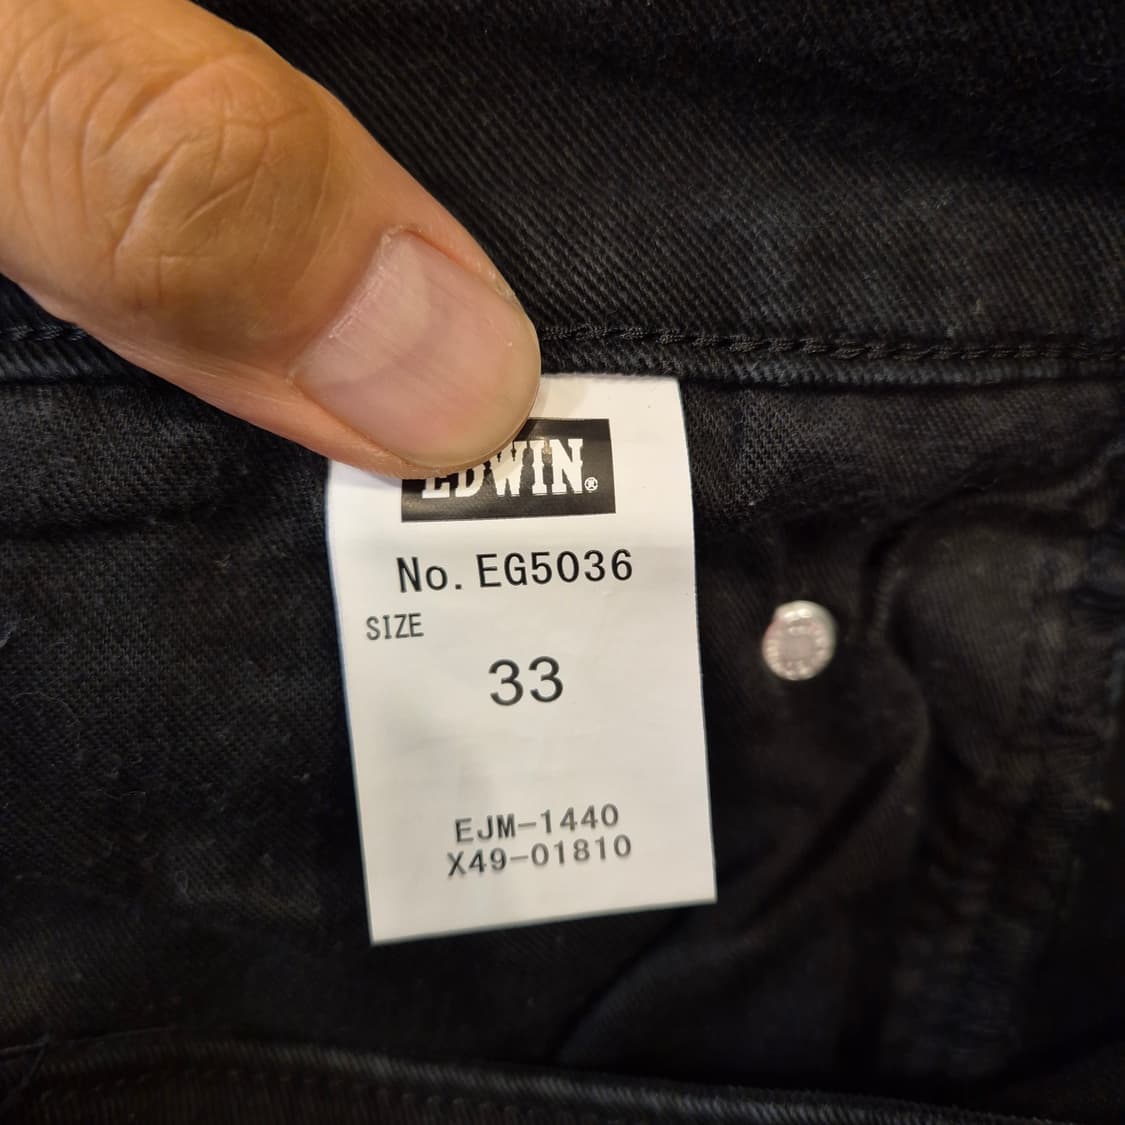 EDWIN®
No. EG5036
SIZE
33
EJM-1440
X49-01810